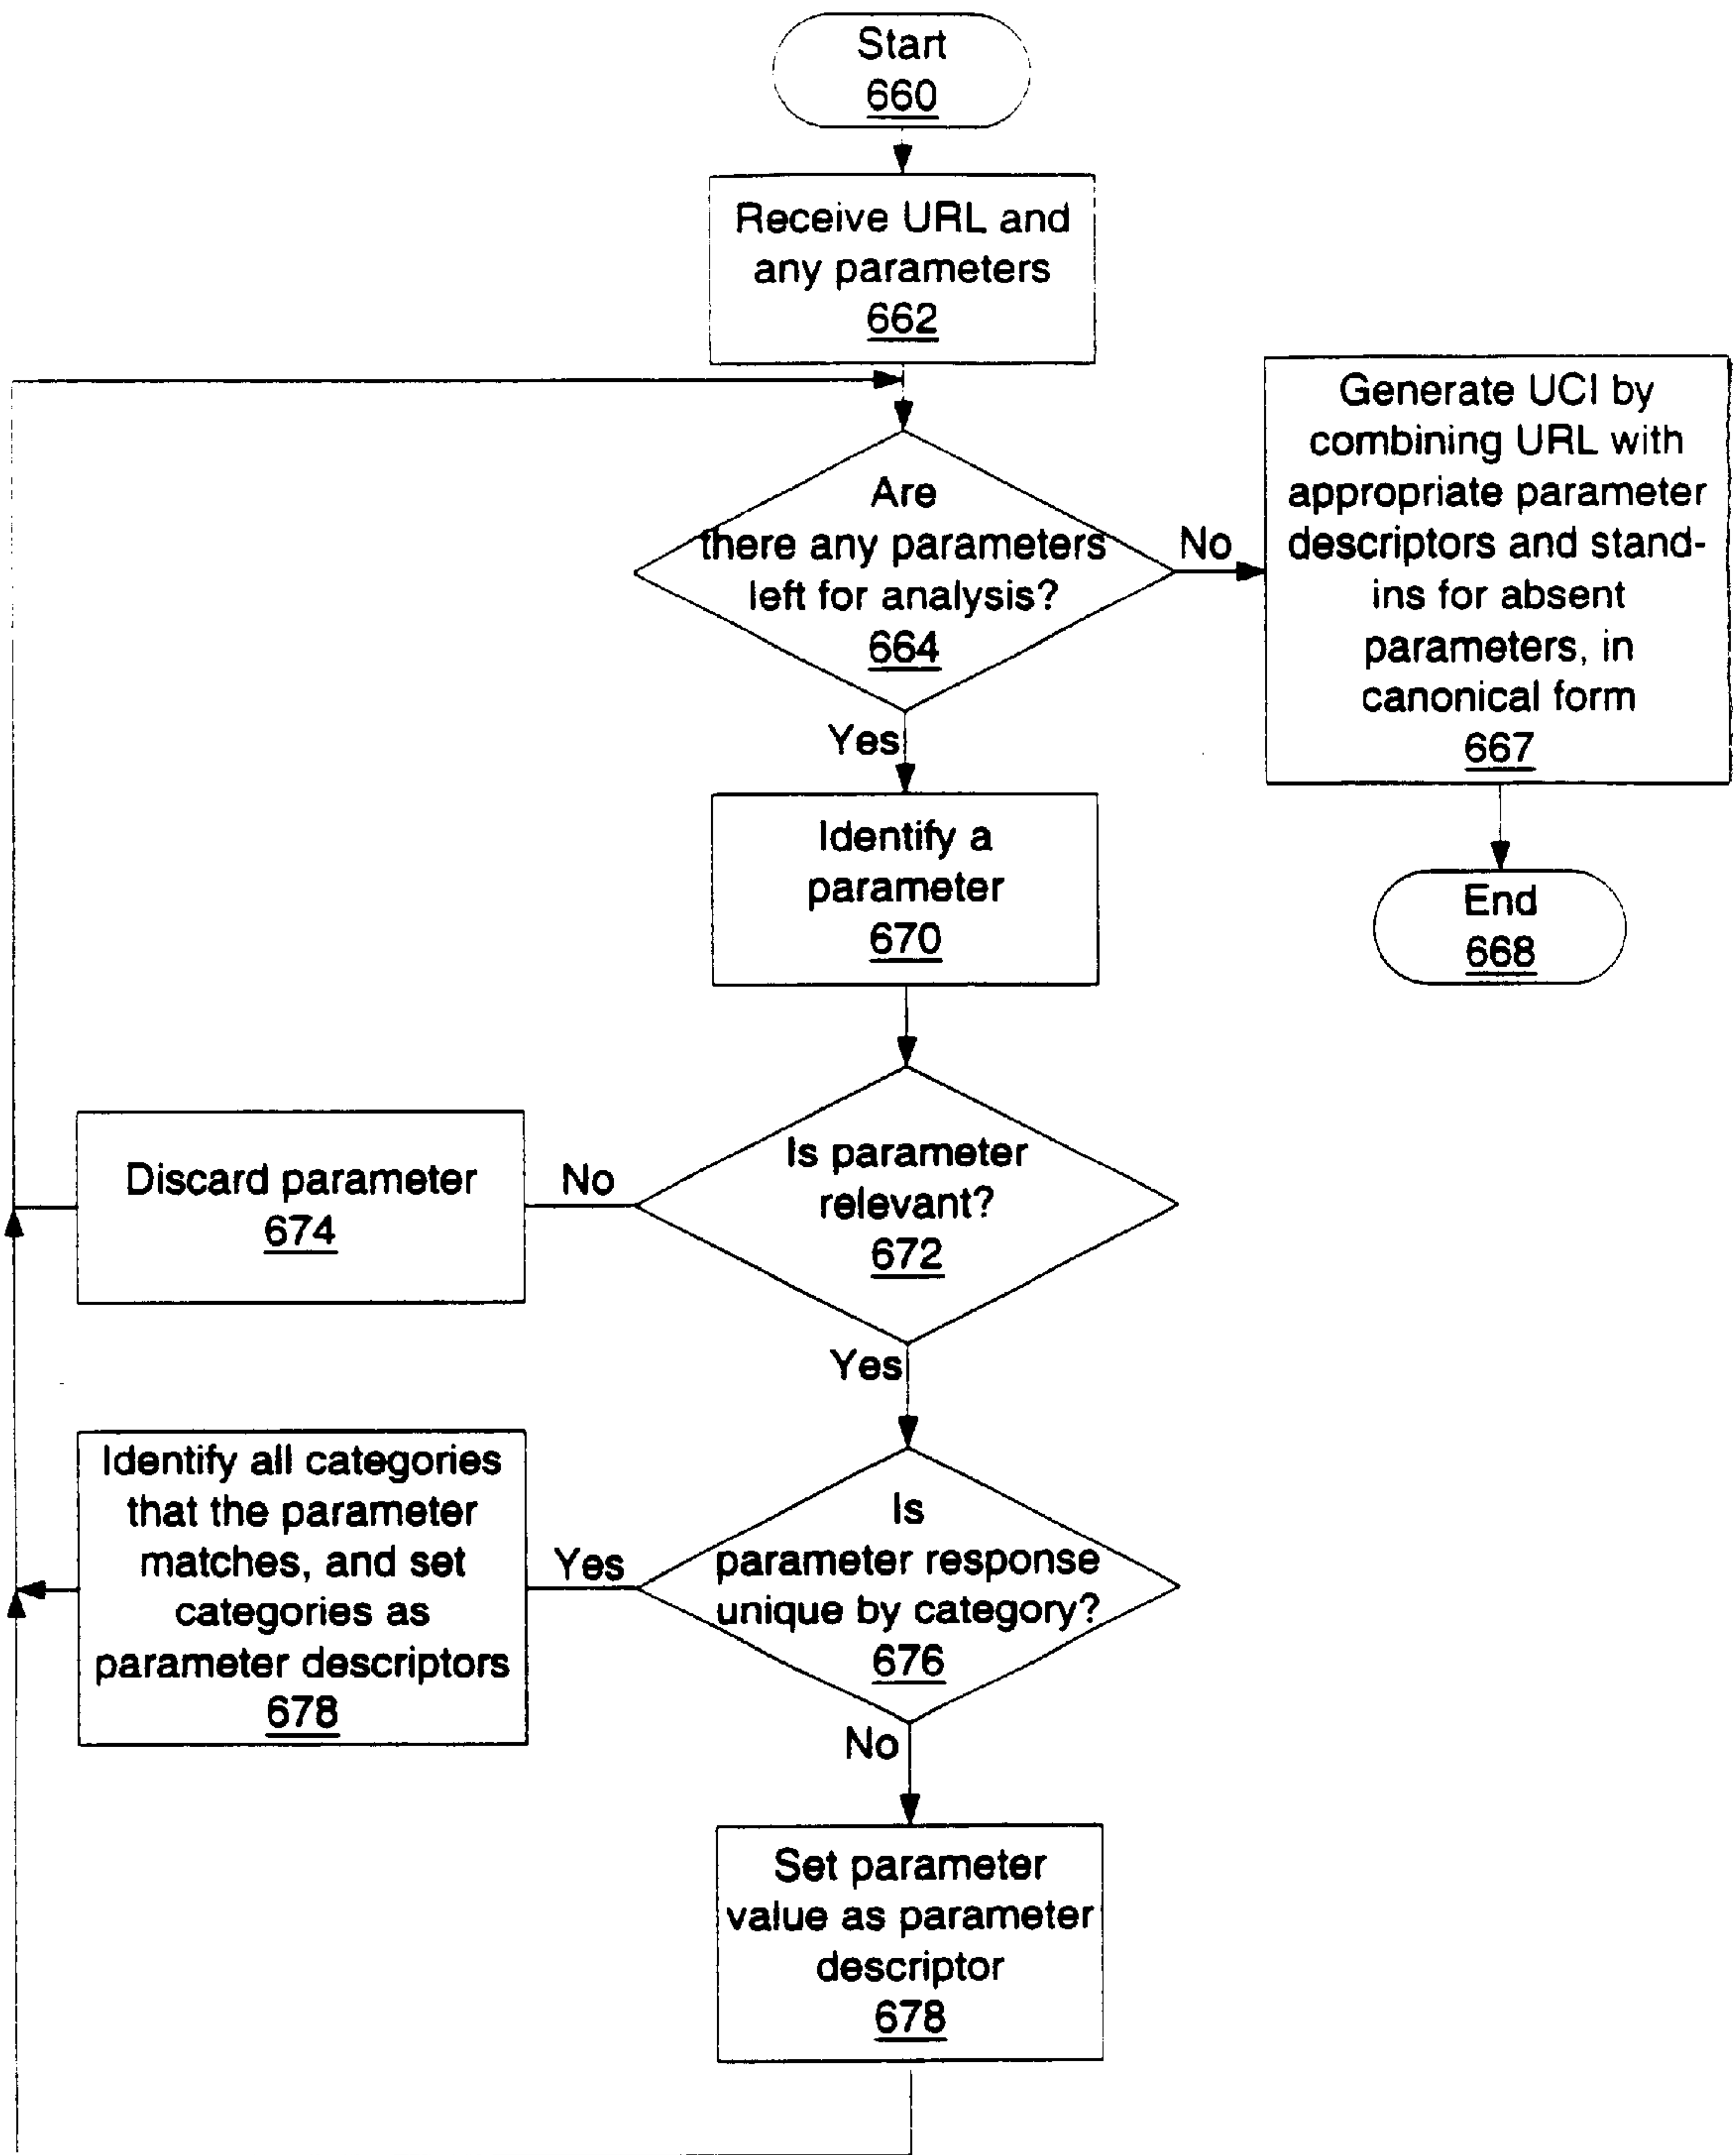 Start
660
Receive URL and
any parameters
662
Are
there any parameters
left for analysis?
664
No
Generate UCI by
combining URL with
appropriate parameter
descriptors and stand-
ins for absent
parameters, in
canonical form
667
End
668
Yes
Identify a
parameter
670
Is parameter
relevant?
672
No
Discard parameter
674
Yes
Is
parameter response
unique by category?
676
Yes
Identify all categories
that the parameter
matches, and set
categories as
parameter descriptors
678
No
Set parameter
value as parameter
descriptor
678